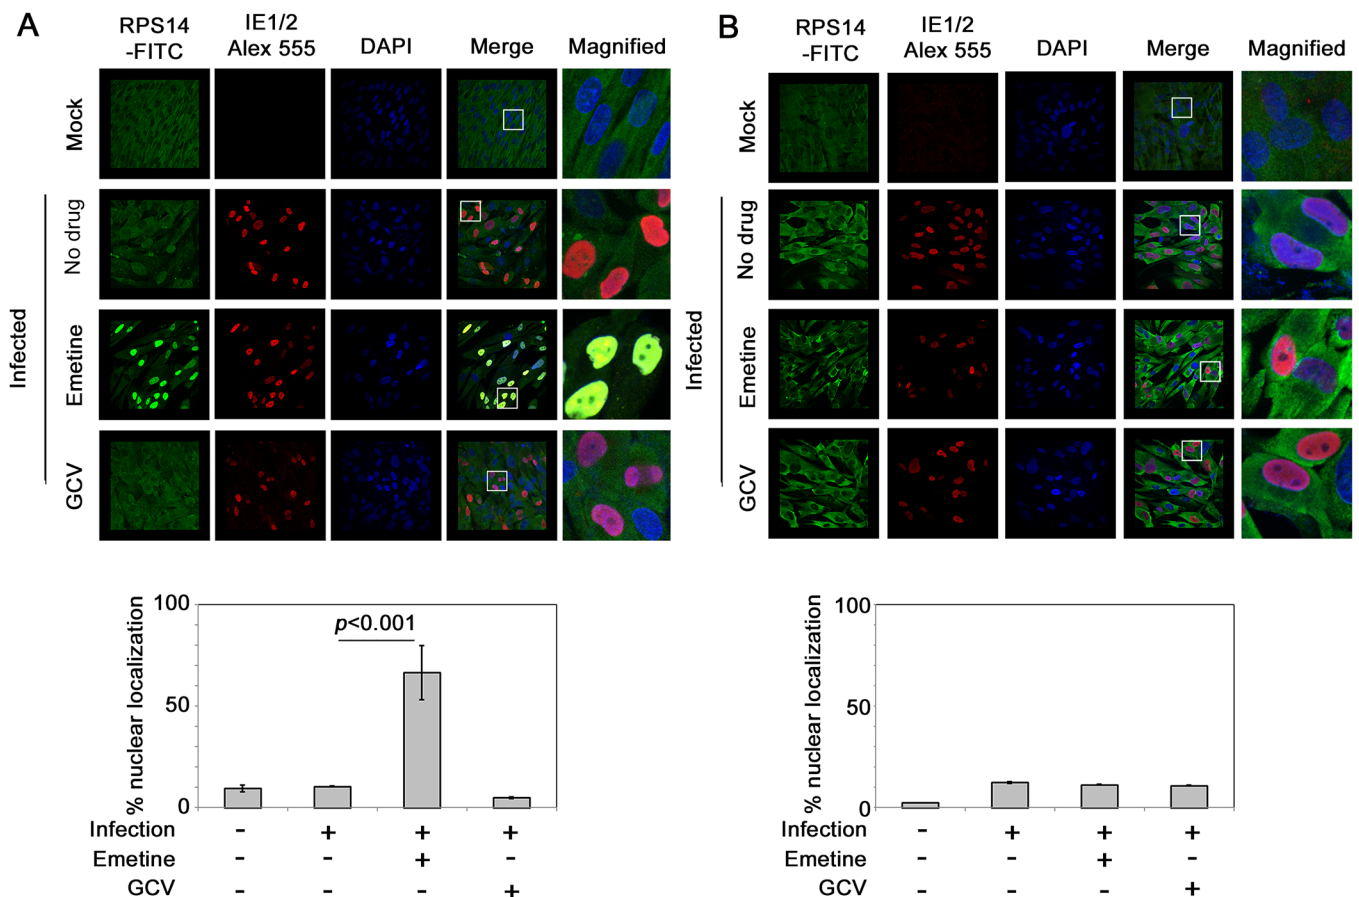 A
RPS14
-FITC
IE1/2
Alex 555
DAPI
Merge
Magnified
Mock
No drug
Emetine
GCV
Infected
% nuclear localization
100
50
0
p<0.001
Infection - + + +
Emetine - - + -
GCV - - - +
B
RPS14
-FITC
IE1/2
Alex 555
DAPI
Merge
Magnified
Mock
No drug
Emetine
GCV
Infected
% nuclear localization
100
50
0
Infection - + + +
Emetine - - + -
GCV - - - +